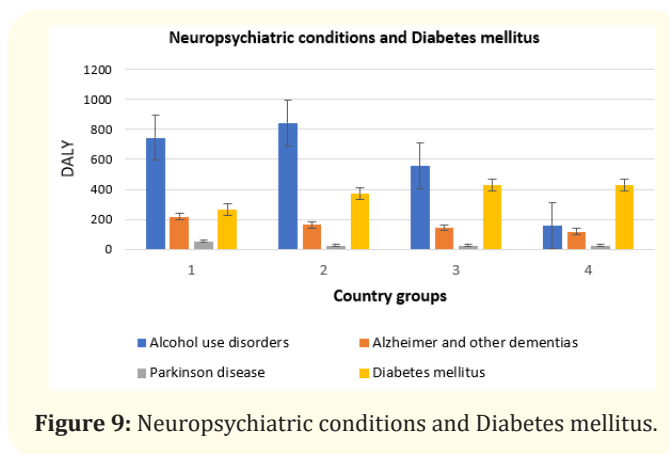 Neuropsychiatric conditions and Diabetes mellitus
1200
1000
800
600
400
200
0
DALY
1 2 3 4
Country groups
Alcohol use disorders Alzheimer and other dementias
Parkinson disease Diabetes mellitus
Figure 9: Neuropsychiatric conditions and Diabetes mellitus.